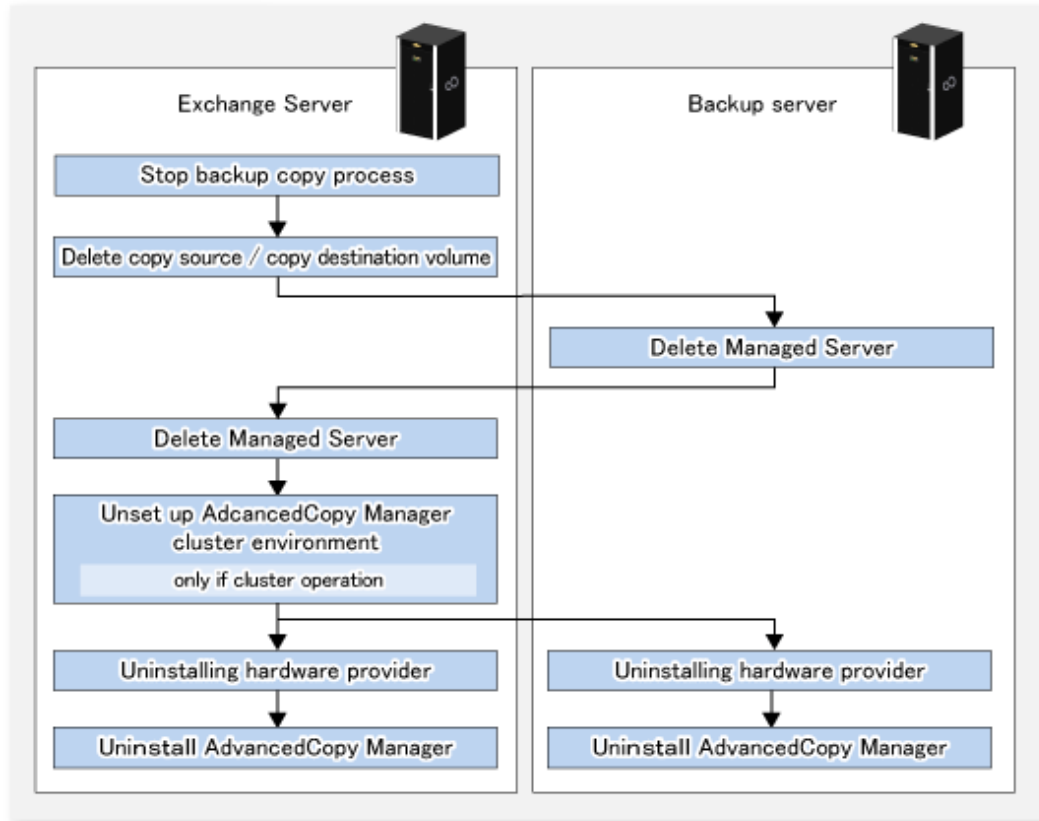 Exchange Server
Backup server
Stop backup copy process
Delete copy source / copy destination volume
Delete Managed Server
Delete Managed Server
Unset up AdcancedCopy Manager
cluster environment
only if cluster operation
Uninstalling hardware provider
Uninstalling hardware provider
Uninstall AdvancedCopy Manager
Uninstall AdvancedCopy Manager